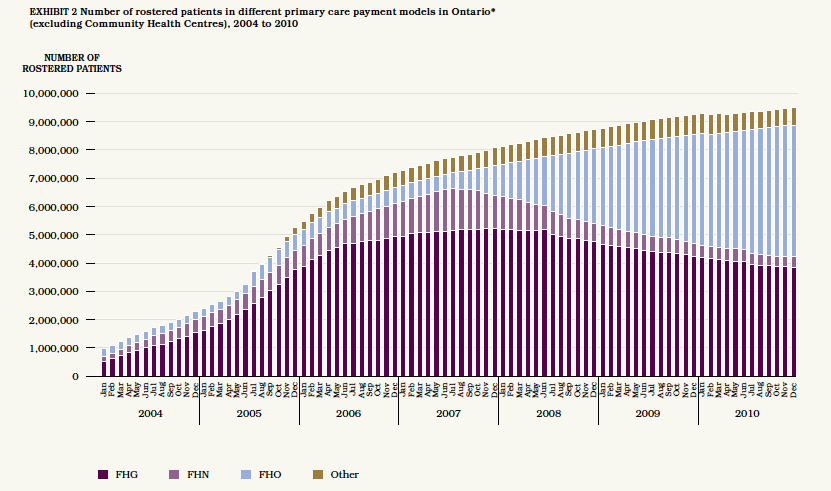 EXHIBIT 2 Number of rostered patients in different primary care payment models in Ontario*
(excluding Community Health Centres), 2004 to 2010
NUMBER OF
ROSTERED PATIENTS
10,000,000
9,000,000
8,000,000
7,000,000
6,000,000
5,000,000
4,000,000
3,000,000
2,000,000
1,000,000
0
Jan Feb Mar Apr May Jun July Aug Sep Oct Nov Dec Jan Feb Mar Apr May Jun Jul Aug Sep Oct Nov Dec Jan Feb Mar Apr May Jun Jul Aug Sep Oct Nov Dec Jan Feb Mar Apr May Jun Jul Aug Sep Oct Nov Dec Jan Feb Mar Apr May Jun Jul Aug Sep Oct Nov Dec Jan Feb Mar Apr May Jun Jul Aug Sep Oct Nov Dec Jan Feb Mar Apr May Jun July Aug Sep Oct Nov Dec
2004 2005 2006 2007 2008 2009 2010
FHG FHN FHO Other